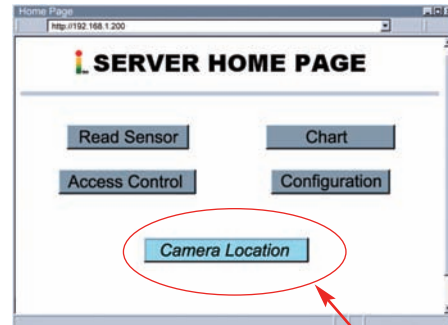 Home Page
http://192.168.1.200
i SERVER HOME PAGE
Read Sensor
Chart
Access Control
Configuration
Camera Location